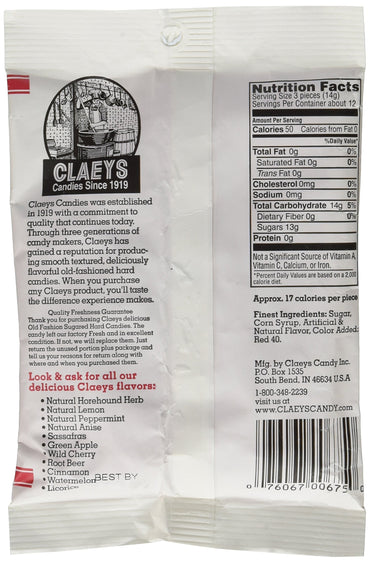 CLAEYS
Candies Since 1919
Claeys Candies was established
in 1919 with a commitment to
quality that continues today.
Through three generations of
candy makers, Claeys has
gained a reputation for produc-
ing smooth textured, deliciously
flavorful old-fashioned hard
candies. When you purchase
any Claeys product, you'll taste
the difference experience makes.
Quality Freshness Guarantee
Thank you for purchasing Claeys delicious
Old Fashion Sugared Hard Candies. The
candy left our factory Fresh and in excellent
condition. If not, we will replace them. Just
return the unused portion plus package and
tell us your reasons for return along with
where and when you purchased them.
Look & ask for all our
delicious Claeys flavors:
• Natural Horehound Herb
• Natural Lemon
• Natural Peppermint
• Natural Anise
• Sassafras
• Green Apple
• Wild Cherry
• Root Beer
• Cinnamon
• Watermelon
• Licorice
BEST BY
Nutrition Facts
Serving Size 3 pieces (14g)
Servings Per Container about 12
Amount Per Serving
Calories 50 Calories from Fat 0
%Daily Value*
Total Fat 0g 0%
Saturated Fat 0g 0%
Trans Fat 0g
Cholesterol 0mg 0%
Sodium 0mg 0%
Total Carbohydrate 14g 5%
Dietary Fiber 0g 0%
Sugars 13g
Protein 0g
Not a Significant Source of Vitamin A,
Vitamin C, Calcium, or Iron.
*Percent Daily Values are based on a 2,000
calorie diet.
Approx. 17 calories per piece
Finest Ingredients: Sugar,
Corn Syrup, Artificial &
Natural Flavor, Color Added:
Red 40.
Mfg. by Claeys Candy Inc.
P.O. Box 1535
South Bend, IN 46634 U.S.A
1-800-348-2239
visit us at
www.CLAEYSCANDY.com
0 76067 00675 0